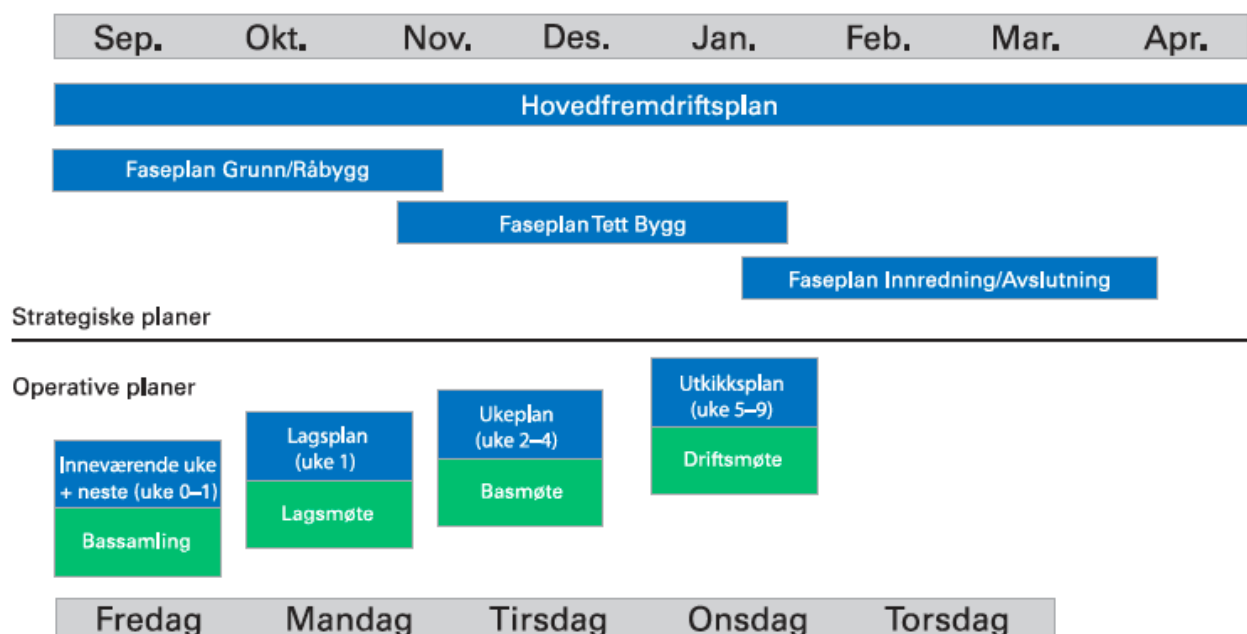 Sep. Okt. Nov. Des. Jan. Feb. Mar. Apr.
Hovedfremdriftsplan
Faseplan Grunn/Råbygg
Faseplan Tett Bygg
Faseplan Innredning/Avslutning
Strategiske planer
Operative planer
Inneværende uke
+ neste (uke 0–1)
Bassamling
Lagsplan
(uke 1)
Lagsmøte
Ukeplan
(uke 2–4)
Basmøte
Utkikksplan
(uke 5–9)
Driftsmøte
Fredag Mandag Tirsdag Onsdag Torsdag